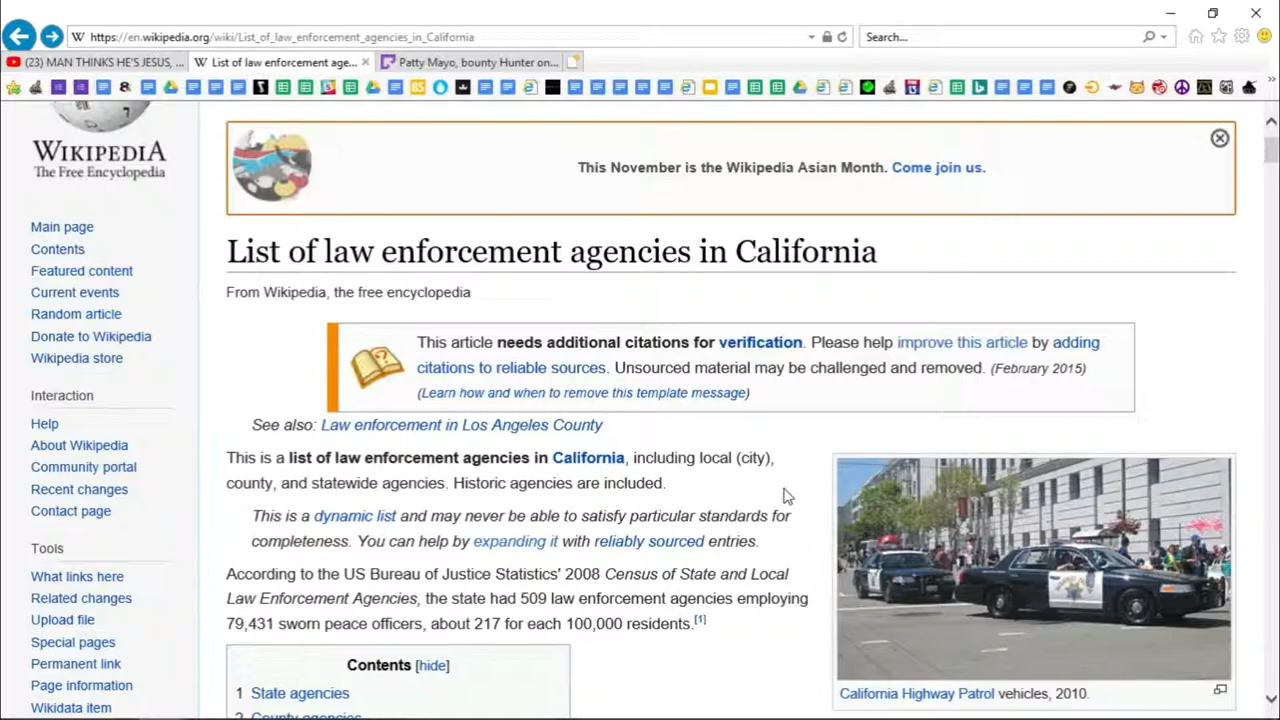 https://en.wikipedia.org/wiki/List_of_law_enforcement_agencies_in_California
Search...
(23) MAN THINKS HE'S JESUS, ...
List of law enforcement age...
Patty Mayo, bounty Hunter on...
WIKIPEDIA
The Free Encyclopedia
Main page
Contents
Featured content
Current events
Random article
Donate to Wikipedia
Wikipedia store
Interaction
Help
About Wikipedia
Community portal
Recent changes
Contact page
Tools
What links here
Related changes
Upload file
Special pages
Permanent link
Page information
Wikidata item
This November is the Wikipedia Asian Month. Come join us.
List of law enforcement agencies in California
From Wikipedia, the free encyclopedia
This article needs additional citations for verification. Please help improve this article by adding
citations to reliable sources. Unsourced material may be challenged and removed. (February 2015)
(Learn how and when to remove this template message)
See also: Law enforcement in Los Angeles County
This is a list of law enforcement agencies in California, including local (city),
county, and statewide agencies. Historic agencies are included.
This is a dynamic list and may never be able to satisfy particular standards for
completeness. You can help by expanding it with reliably sourced entries.
According to the US Bureau of Justice Statistics' 2008 Census of State and Local
Law Enforcement Agencies, the state had 509 law enforcement agencies employing
79,431 sworn peace officers, about 217 for each 100,000 residents.[1]
Contents [hide]
1 State agencies
2 County agencies
California Highway Patrol vehicles, 2010.